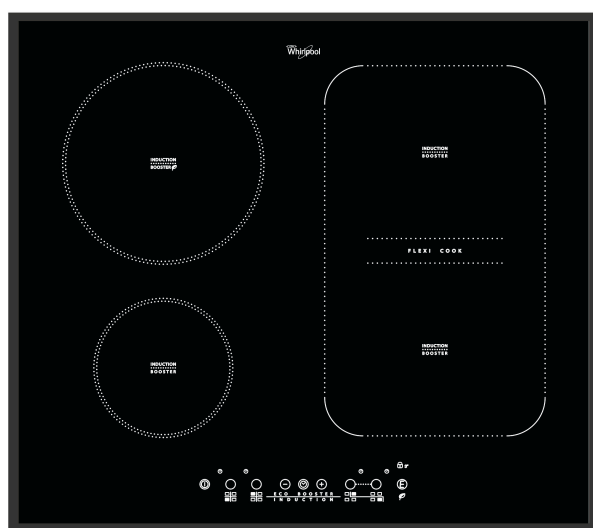 Whirlpool
INDUCTION
BOOSTER
INDUCTION
BOOSTER
FLEXI COOK
INDUCTION
BOOSTER
INDUCTION
BOOSTER
E
ECO BOOSTER
INDUCTION